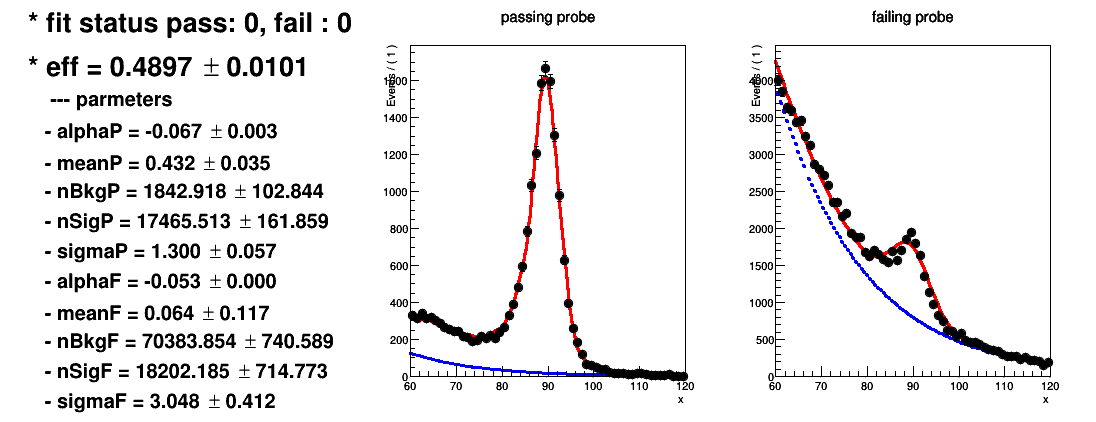 * fit status pass: 0, fail : 0
* eff = 0.4897 ± 0.0101
--- parmeters
- alphaP = -0.067 ± 0.003
- meanP = 0.432 ± 0.035
- nBkgP = 1842.918 ± 102.844
- nSigP = 17465.513 ± 161.859
- sigmaP = 1.300 ± 0.057
- alphaF = -0.053 ± 0.000
- meanF = 0.064 ± 0.117
- nBkgF = 70383.854 ± 740.589
- nSigF = 18202.185 ± 714.773
- sigmaF = 3.048 ± 0.412
passing probe
Events / ( 1 )
1600
1400
1200
1000
800
600
400
200
0
60 70 80 90 100 110 120
x
failing probe
Events / ( 1 )
4000
3500
3000
2500
2000
1500
1000
500
0
60 70 80 90 100 110 120
x